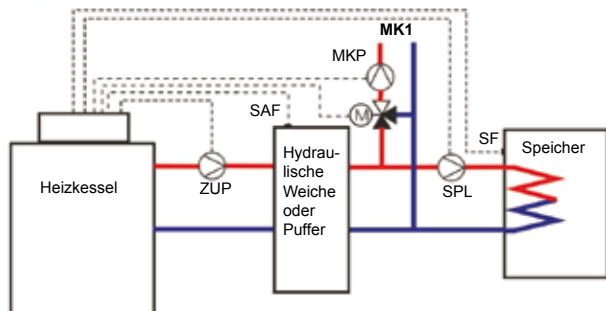 MK1
MKP
SAF
M
SF
Speicher
Heizkessel
ZUP
Hydrau-
lische
Weiche
oder
Puffer
SPL